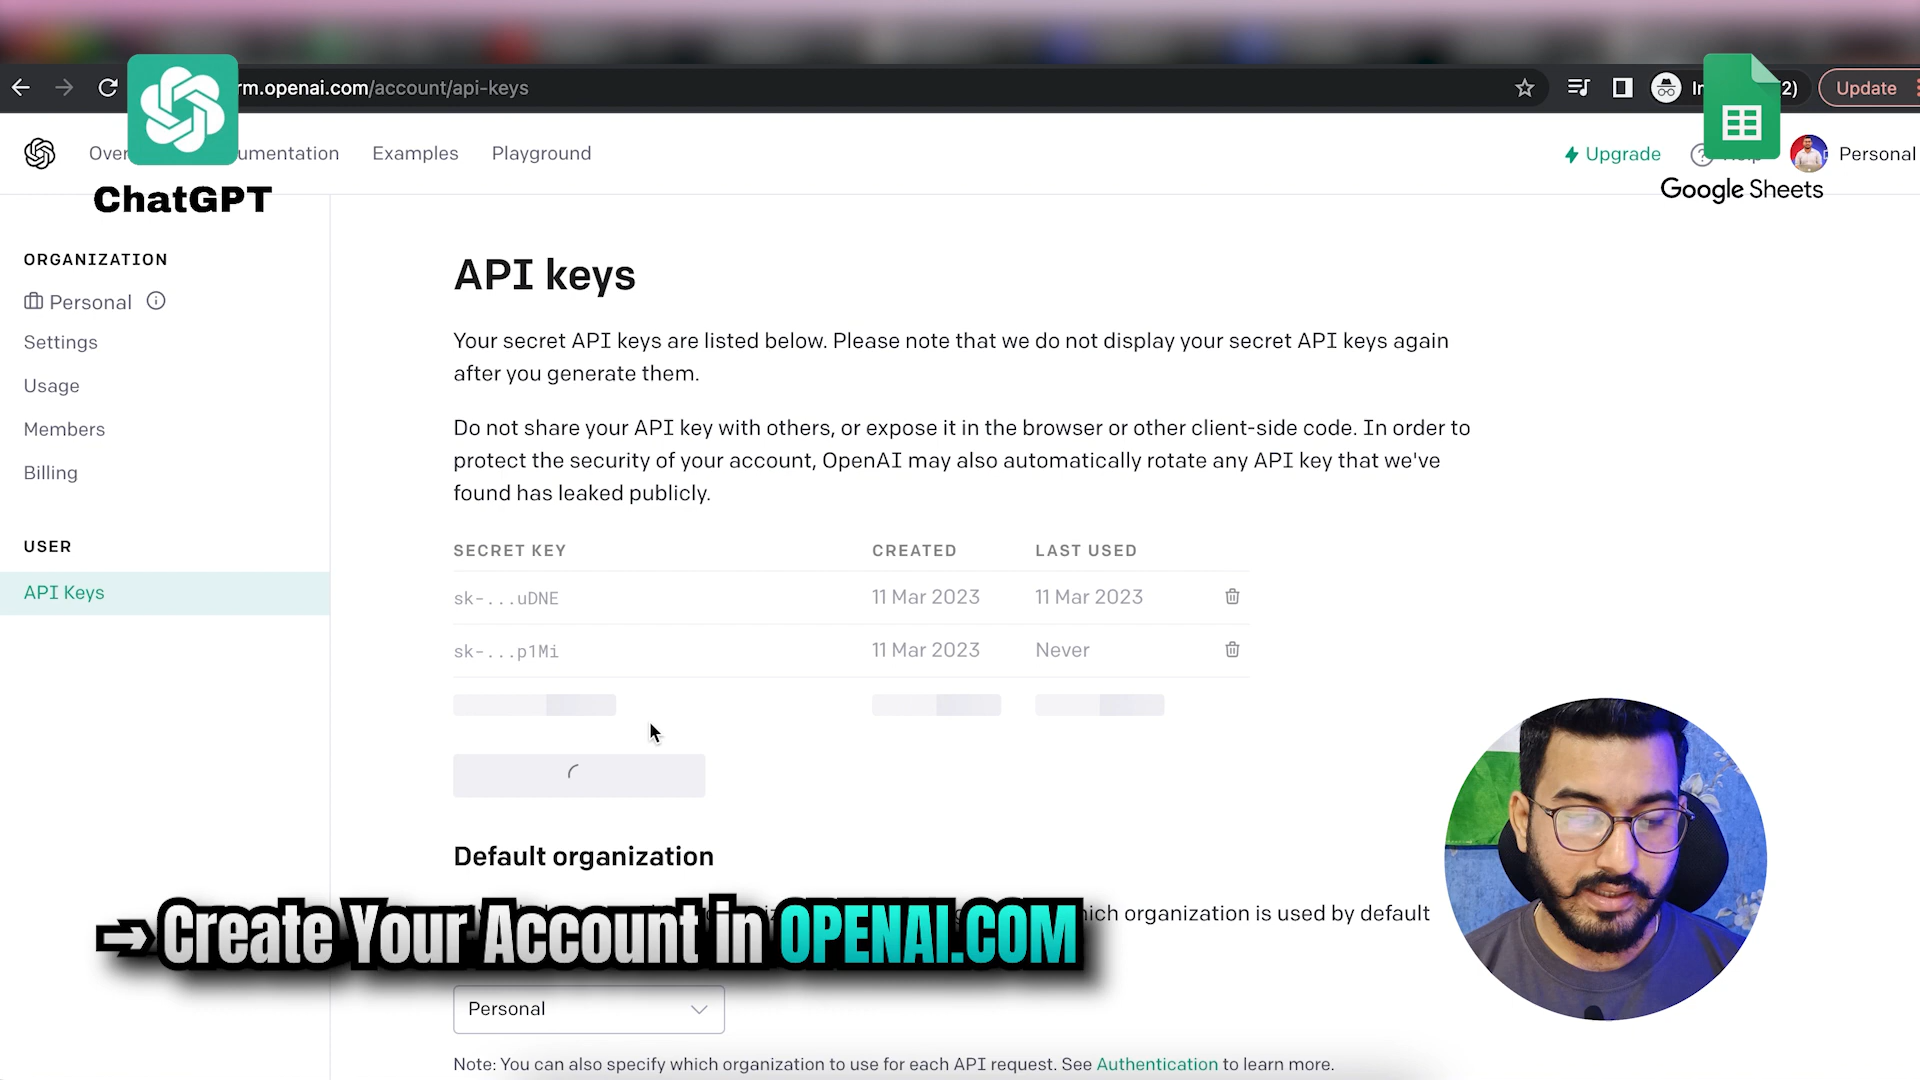 rm.openai.com/account/api-keys
2)
Update
Examples
Playground
Upgrade
Personal
ChatGPT
Google Sheets
ORGANIZATION
Personal
Settings
Usage
Members
Billing
USER
API Keys
API keys
Your secret API keys are listed below. Please note that we do not display your secret API keys again
after you generate them.
Do not share your API key with others, or expose it in the browser or other client-side code. In order to
protect the security of your account, OpenAI may also automatically rotate any API key that we've
found has leaked publicly.
SECRET KEY CREATED LAST USED
sk-...uDNE 11 Mar 2023 11 Mar 2023
sk-...p1Mi 11 Mar 2023 Never
Default organization
organization is used by default
Create Your Account in OPENAI.COM
Personal
Note: You can also specify which organization to use for each API request. See Authentication to learn more.